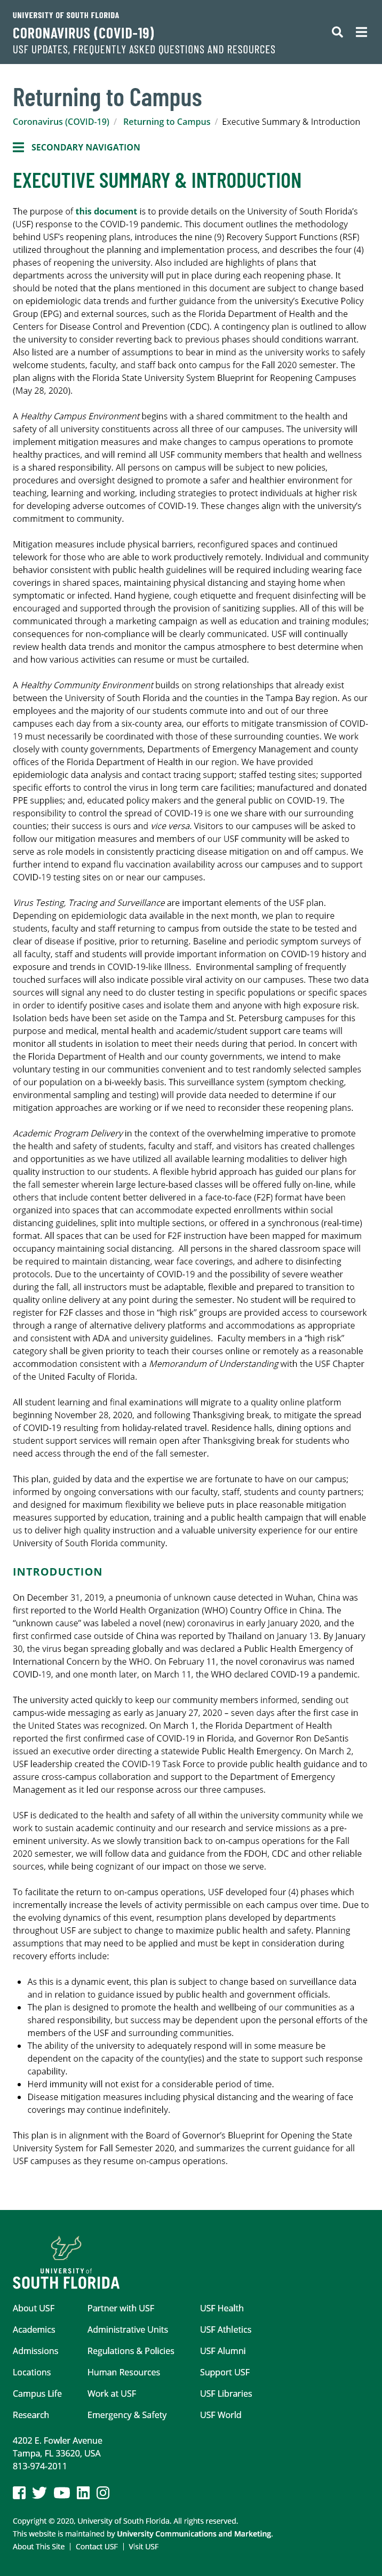 UNIVERSITY OF SOUTH FLORIDA
CORONAVIRUS (COVID-19)
USF UPDATES, FREQUENTLY ASKED QUESTIONS AND RESOURCES
Returning to Campus
Coronavirus (COVID-19) / Returning to Campus / Executive Summary & Introduction
SECONDARY NAVIGATION
EXECUTIVE SUMMARY & INTRODUCTION
The purpose of this document is to provide details on the University of South Florida's
(USF) response to the COVID-19 pandemic. This document outlines the methodology
behind USF's reopening plans, introduces the nine (9) Recovery Support Functions (RSF)
utilized throughout the planning and implementation process, and describes the four (4)
phases of reopening the university. Also included are highlights of plans that
departments across the university will put in place during each reopening phase. It
should be noted that the plans mentioned in this document are subject to change based
on epidemiologic data trends and further guidance from the university's Executive Policy
Group (EPG) and external sources, such as the Florida Department of Health and the
Centers for Disease Control and Prevention (CDC). A contingency plan is outlined to allow
the university to consider reverting back to previous phases should conditions warrant.
Also listed are a number of assumptions to bear in mind as the university works to safely
welcome students, faculty, and staff back onto campus for the Fall 2020 semester. The
plan aligns with the Florida State University System Blueprint for Reopening Campuses
(May 28, 2020).
A Healthy Campus Environment begins with a shared commitment to the health and
safety of all university constituents across all three of our campuses. The university will
implement mitigation measures and make changes to campus operations to promote
healthy practices, and will remind all USF community members that health and wellness
is a shared responsibility. All persons on campus will be subject to new policies,
procedures and oversight designed to promote a safer and healthier environment for
teaching, learning and working, including strategies to protect individuals at higher risk
for developing adverse outcomes of COVID-19. These changes align with the university's
commitment to community.
Mitigation measures include physical barriers, reconfigured spaces and continued
telework for those who are able to work productively remotely. Individual and community
behavior consistent with public health guidelines will be required including wearing face
coverings in shared spaces, maintaining physical distancing and staying home when
symptomatic or infected. Hand hygiene, cough etiquette and frequent disinfecting will be
encouraged and supported through the provision of sanitizing supplies. All of this will be
communicated through a marketing campaign as well as education and training modules;
consequences for non-compliance will be clearly communicated. USF will continually
review health data trends and monitor the campus atmosphere to best determine when
and how various activities can resume or must be curtailed.
A Healthy Community Environment builds on strong relationships that already exist
between the University of South Florida and the counties in the Tampa Bay region. As our
employees and the majority of our students commute into and out of our three
campuses each day from a six-county area, our efforts to mitigate transmission of COVID-
19 must necessarily be coordinated with those of these surrounding counties. We work
closely with county governments, Departments of Emergency Management and county
offices of the Florida Department of Health in our region. We have provided
epidemiologic data analysis and contact tracing support; staffed testing sites; supported
specific efforts to control the virus in long term care facilities; manufactured and donated
PPE supplies; and, educated policy makers and the general public on COVID-19. The
responsibility to control the spread of COVID-19 is one we share with our surrounding
counties; their success is ours and vice versa. Visitors to our campuses will be asked to
follow our mitigation measures and members of our USF community will be asked to
serve as role models in consistently practicing disease mitigation on and off campus. We
further intend to expand flu vaccination availability across our campuses and to support
COVID-19 testing sites on or near our campuses.
Virus Testing, Tracing and Surveillance are important elements of the USF plan.
Depending on epidemiologic data available in the next month, we plan to require
students, faculty and staff returning to campus from outside the state to be tested and
clear of disease if positive, prior to returning. Baseline and periodic symptom surveys of
all faculty, staff and students will provide important information on COVID-19 history and
exposure and trends in COVID-19-like Illness.  Environmental sampling of frequently
touched surfaces will also indicate possible viral activity on our campuses. These two data
sources will signal any need to do cluster testing in specific populations or specific spaces
in order to identify positive cases and isolate them and anyone with high exposure risk.
Isolation beds have been set aside on the Tampa and St. Petersburg campuses for this
purpose and medical, mental health and academic/student support care teams will
monitor all students in isolation to meet their needs during that period. In concert with
the Florida Department of Health and our county governments, we intend to make
voluntary testing in our communities convenient and to test randomly selected samples
of our population on a bi-weekly basis. This surveillance system (symptom checking,
environmental sampling and testing) will provide data needed to determine if our
mitigation approaches are working or if we need to reconsider these reopening plans.
Academic Program Delivery in the context of the overwhelming imperative to promote
the health and safety of students, faculty and staff, and visitors has created challenges
and opportunities as we have utilized all available learning modalities to deliver high
quality instruction to our students. A flexible hybrid approach has guided our plans for
the fall semester wherein large lecture-based classes will be offered fully on-line, while
others that include content better delivered in a face-to-face (F2F) format have been
organized into spaces that can accommodate expected enrollments within social
distancing guidelines, split into multiple sections, or offered in a synchronous (real-time)
format. All spaces that can be used for F2F instruction have been mapped for maximum
occupancy maintaining social distancing.  All persons in the shared classroom space will
be required to maintain distancing, wear face coverings, and adhere to disinfecting
protocols. Due to the uncertainty of COVID-19 and the possibility of severe weather
during the fall, all instructors must be adaptable, flexible and prepared to transition to
quality online delivery at any point during the semester. No student will be required to
register for F2F classes and those in "high risk" groups are provided access to coursework
through a range of alternative delivery platforms and accommodations as appropriate
and consistent with ADA and university guidelines.  Faculty members in a "high risk"
category shall be given priority to teach their courses online or remotely as a reasonable
accommodation consistent with a Memorandum of Understanding with the USF Chapter
of the United Faculty of Florida.
All student learning and final examinations will migrate to a quality online platform
beginning November 28, 2020, and following Thanksgiving break, to mitigate the spread
of COVID-19 resulting from holiday-related travel. Residence halls, dining options and
student support services will remain open after Thanksgiving break for students who
need access through the end of the fall semester.
This plan, guided by data and the expertise we are fortunate to have on our campus;
informed by ongoing conversations with our faculty, staff, students and county partners;
and designed for maximum flexibility we believe puts in place reasonable mitigation
measures supported by education, training and a public health campaign that will enable
us to deliver high quality instruction and a valuable university experience for our entire
University of South Florida community.
INTRODUCTION
On December 31, 2019, a pneumonia of unknown cause detected in Wuhan, China was
first reported to the World Health Organization (WHO) Country Office in China. The
"unknown cause" was labeled a novel (new) coronavirus in early January 2020, and the
first confirmed case outside of China was reported by Thailand on January 13. By January
30, the virus began spreading globally and was declared a Public Health Emergency of
International Concern by the WHO. On February 11, the novel coronavirus was named
COVID-19, and one month later, on March 11, the WHO declared COVID-19 a pandemic.
The university acted quickly to keep our community members informed, sending out
campus-wide messaging as early as January 27, 2020 – seven days after the first case in
the United States was recognized. On March 1, the Florida Department of Health
reported the first confirmed case of COVID-19 in Florida, and Governor Ron DeSantis
issued an executive order directing a statewide Public Health Emergency. On March 2,
USF leadership created the COVID-19 Task Force to provide public health guidance and to
assure cross-campus collaboration and support to the Department of Emergency
Management as it led our response across our three campuses.
USF is dedicated to the health and safety of all within the university community while we
work to sustain academic continuity and our research and service missions as a pre-
eminent university. As we slowly transition back to on-campus operations for the Fall
2020 semester, we will follow data and guidance from the FDOH, CDC and other reliable
sources, while being cognizant of our impact on those we serve.
To facilitate the return to on-campus operations, USF developed four (4) phases which
incrementally increase the levels of activity permissible on each campus over time. Due to
the evolving dynamics of this event, resumption plans developed by departments
throughout USF are subject to change to maximize public health and safety. Planning
assumptions that may need to be applied and must be kept in consideration during
recovery efforts include:
• As this is a dynamic event, this plan is subject to change based on surveillance data
and in relation to guidance issued by public health and government officials.
• The plan is designed to promote the health and wellbeing of our communities as a
shared responsibility, but success may be dependent upon the personal efforts of the
members of the USF and surrounding communities.
• The ability of the university to adequately respond will in some measure be
dependent on the capacity of the county(ies) and the state to support such response
capability.
• Herd immunity will not exist for a considerable period of time.
• Disease mitigation measures including physical distancing and the wearing of face
coverings may continue indefinitely.
This plan is in alignment with the Board of Governor's Blueprint for Opening the State
University System for Fall Semester 2020, and summarizes the current guidance for all
USF campuses as they resume on-campus operations.
UNIVERSITY of
SOUTH FLORIDA
About USF Partner with USF USF Health
Academics Administrative Units USF Athletics
Admissions Regulations & Policies USF Alumni
Locations Human Resources Support USF
Campus Life Work at USF USF Libraries
Research Emergency & Safety USF World
4202 E. Fowler Avenue
Tampa, FL 33620, USA
813-974-2011
Copyright © 2020, University of South Florida. All rights reserved.
This website is maintained by University Communications and Marketing.
About This Site | Contact USF | Visit USF